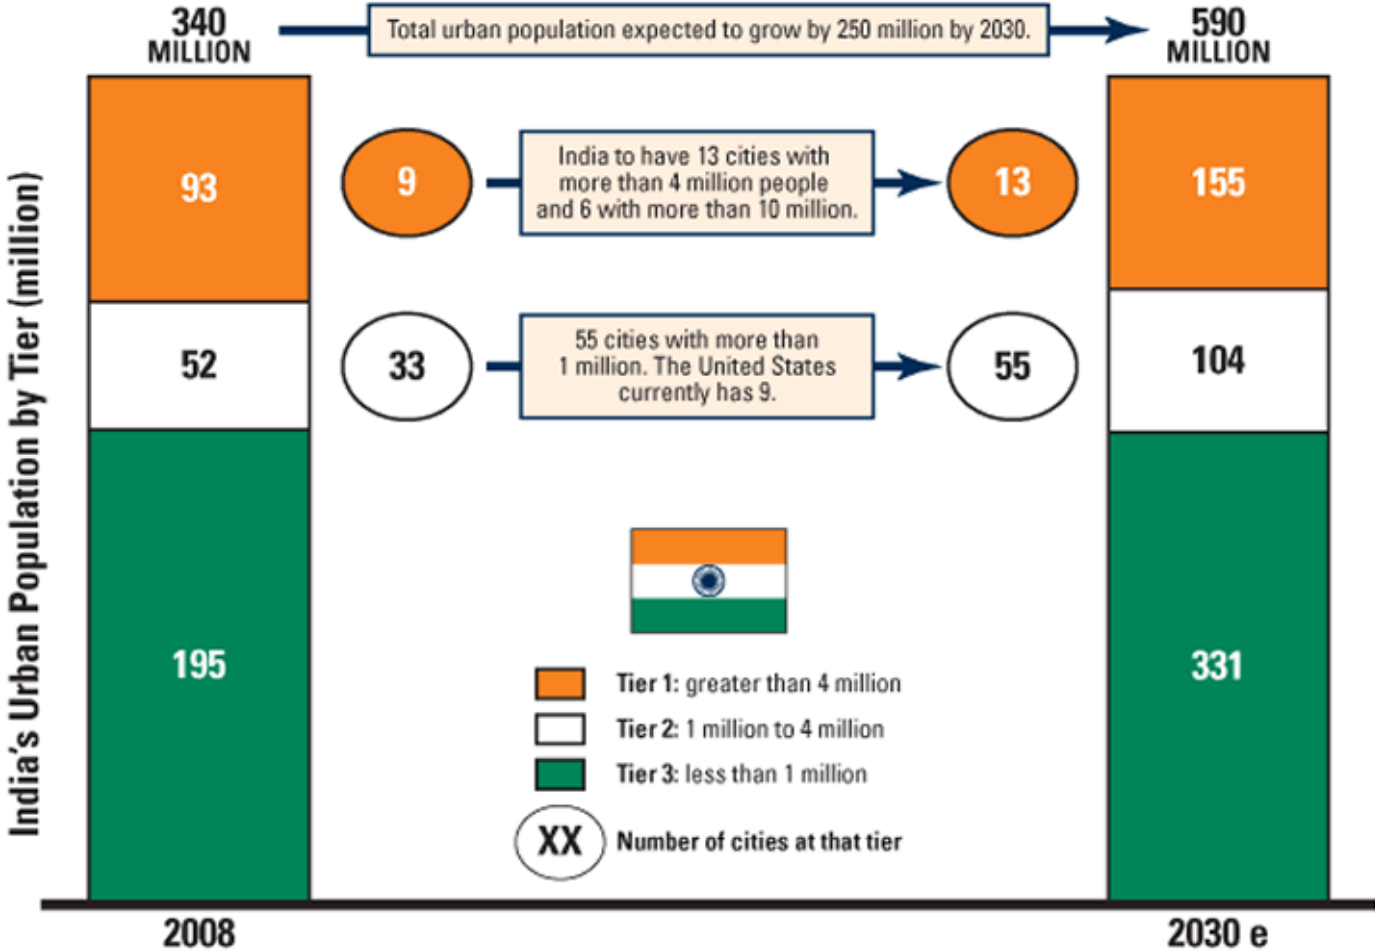 340
MILLION
Total urban population expected to grow by 250 million by 2030.
590
MILLION
India's Urban Population by Tier (million)
93
9
India to have 13 cities with
more than 4 million people
and 6 with more than 10 million.
13
155
52
33
55 cities with more than
1 million. The United States
currently has 9.
55
104
195
331
Tier 1: greater than 4 million
Tier 2: 1 million to 4 million
Tier 3: less than 1 million
XX Number of cities at that tier
2008
2030 e